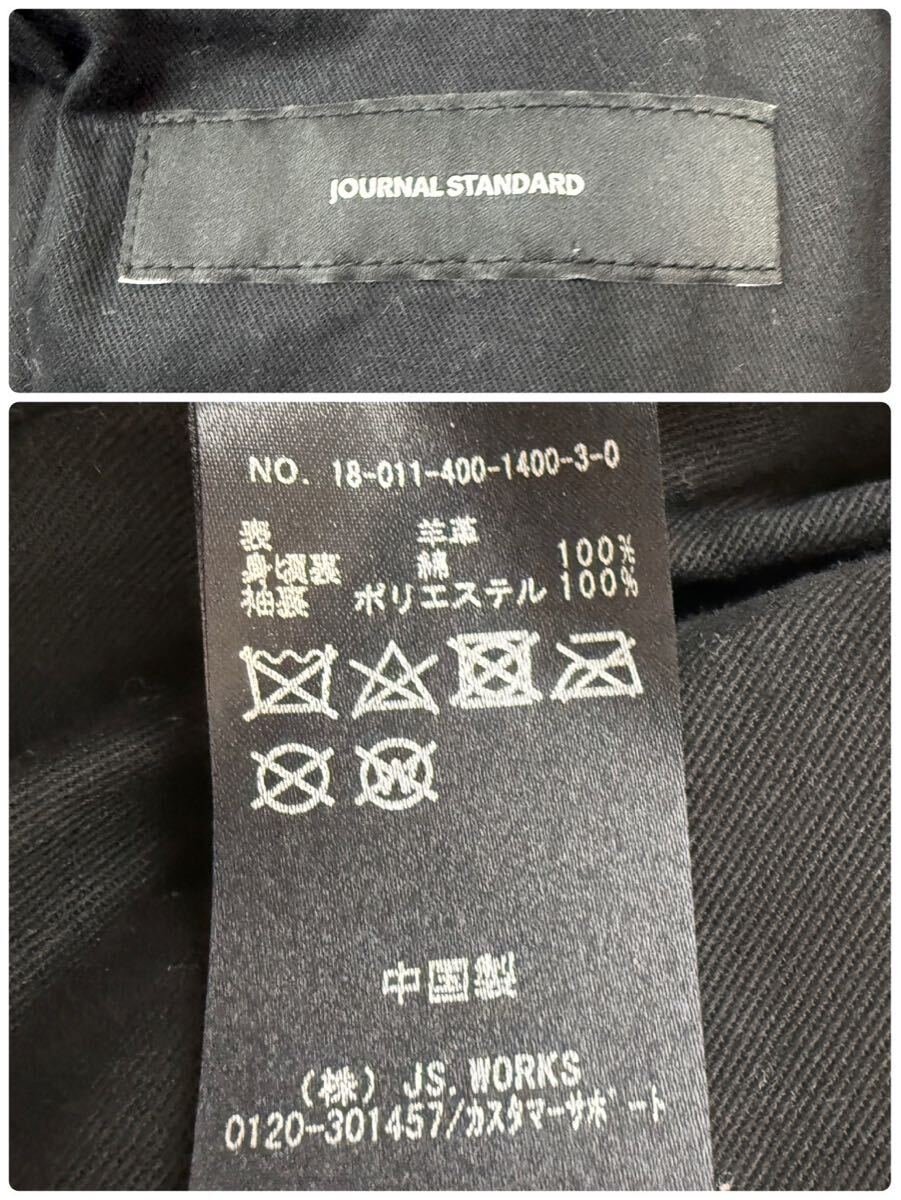 JOURNAL STANDARD
NO. 18-011-400-1400-3-0
表 羊革
身頃裏 綿 100%
袖裏 ポリエステル 100%
W
中国製
(株) JS.WORKS
0120-301457/カスタマーサポート